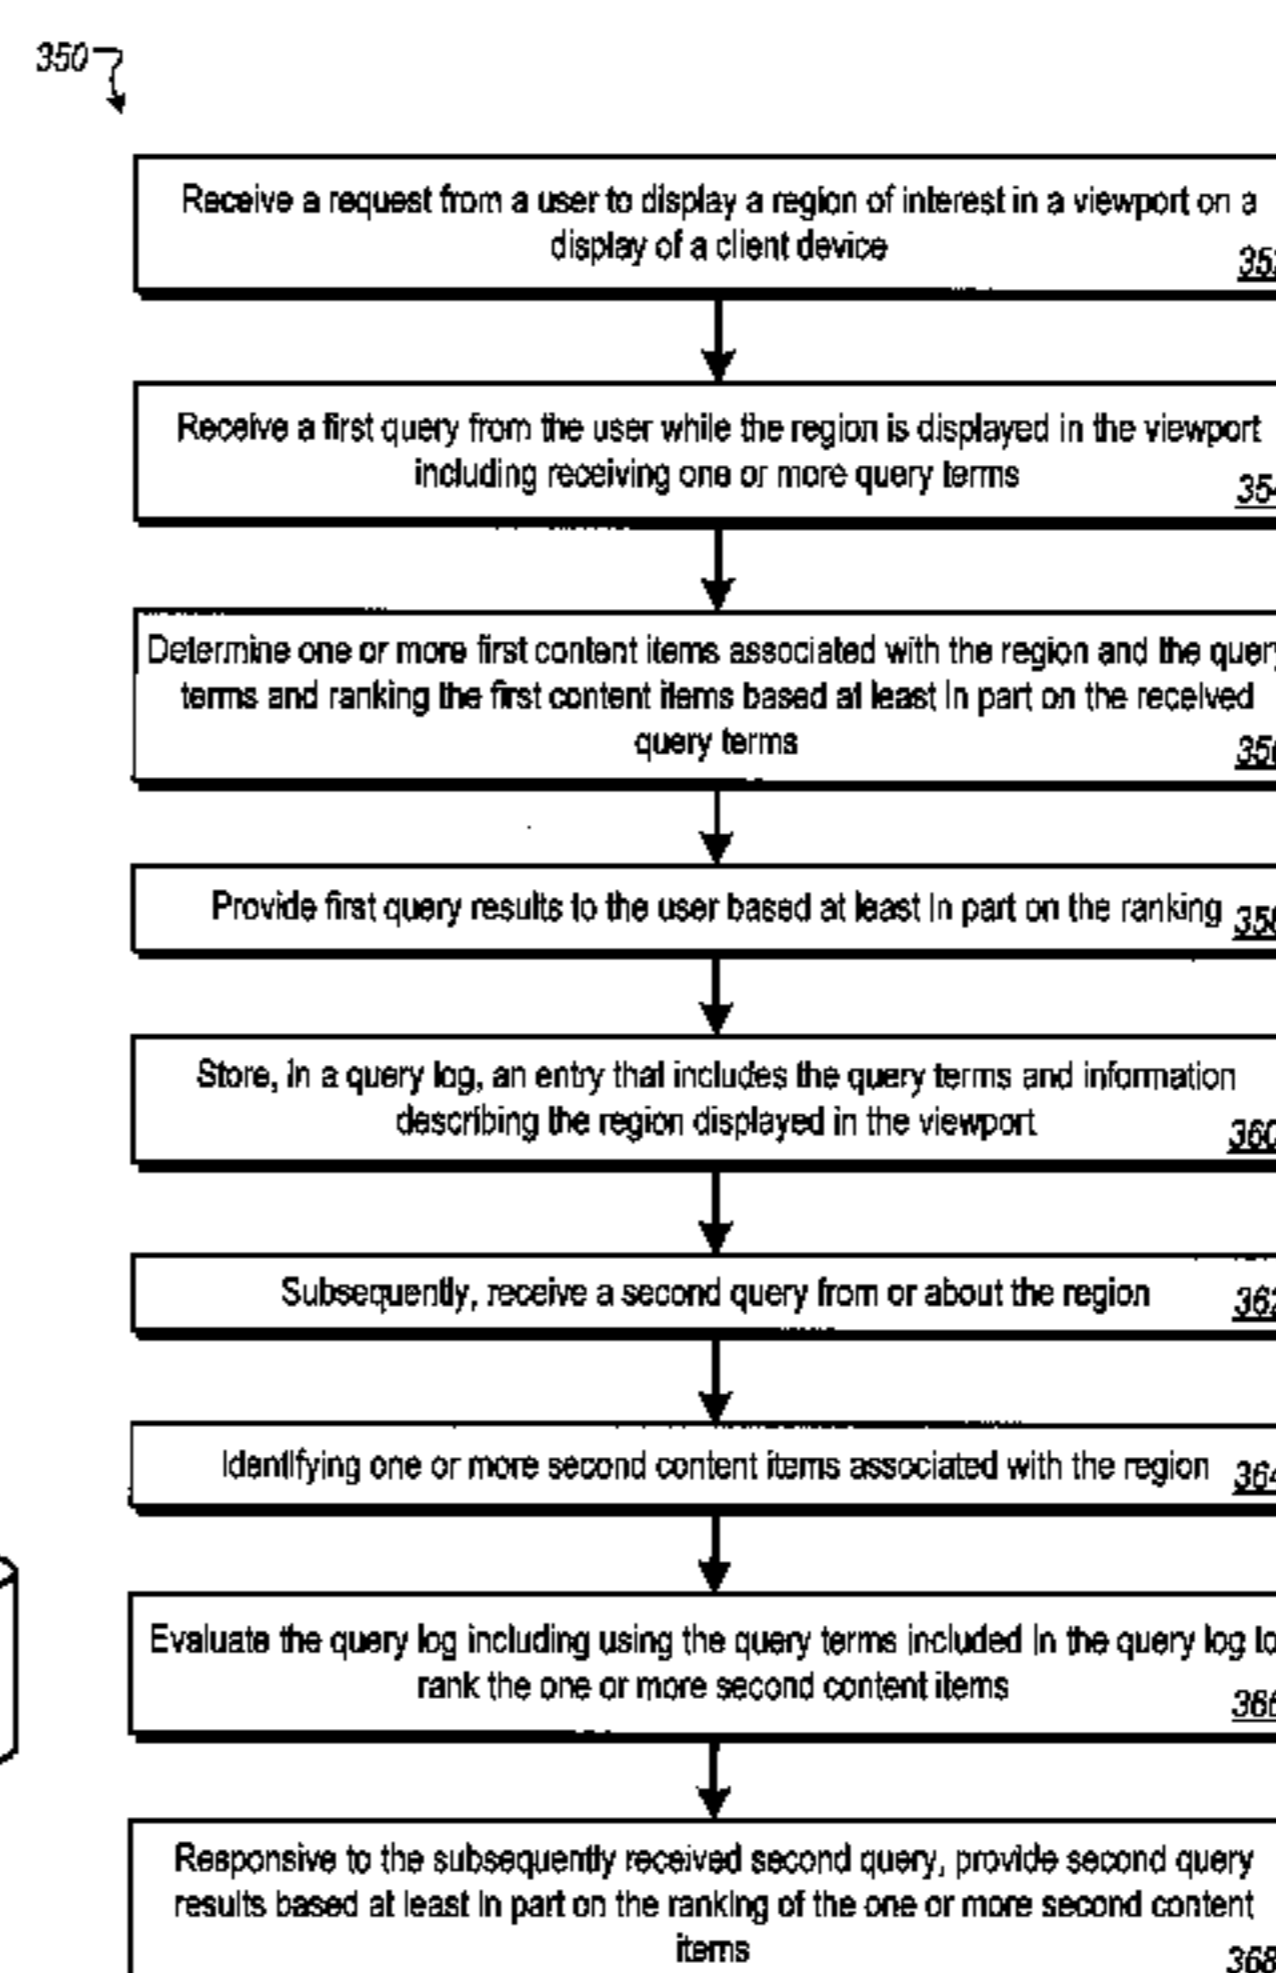 350
Receive a request from a user to display a region of interest in a viewport on a
display of a client device
Receive a first query from the user while the region is displayed in the viewport
including receiving one or more query terms
Determine one or more first content items associated with the region and the query
terms and ranking the first content items based at least in part on the received
query terms
Provide first query results to the user based at least in part on the ranking
Store, in a query log, an entry that includes the query terms and information
describing the region displayed in the viewport
360
Subsequently, receive a second query from or about the region
Identifying one or more second content items associated with the region
Evaluate the query log including using the query terms included in the query log to
rank the one or more second content items
Responsive to the subsequently received second query, provide second query
results based at least in part on the ranking of the one or more second content
items
368